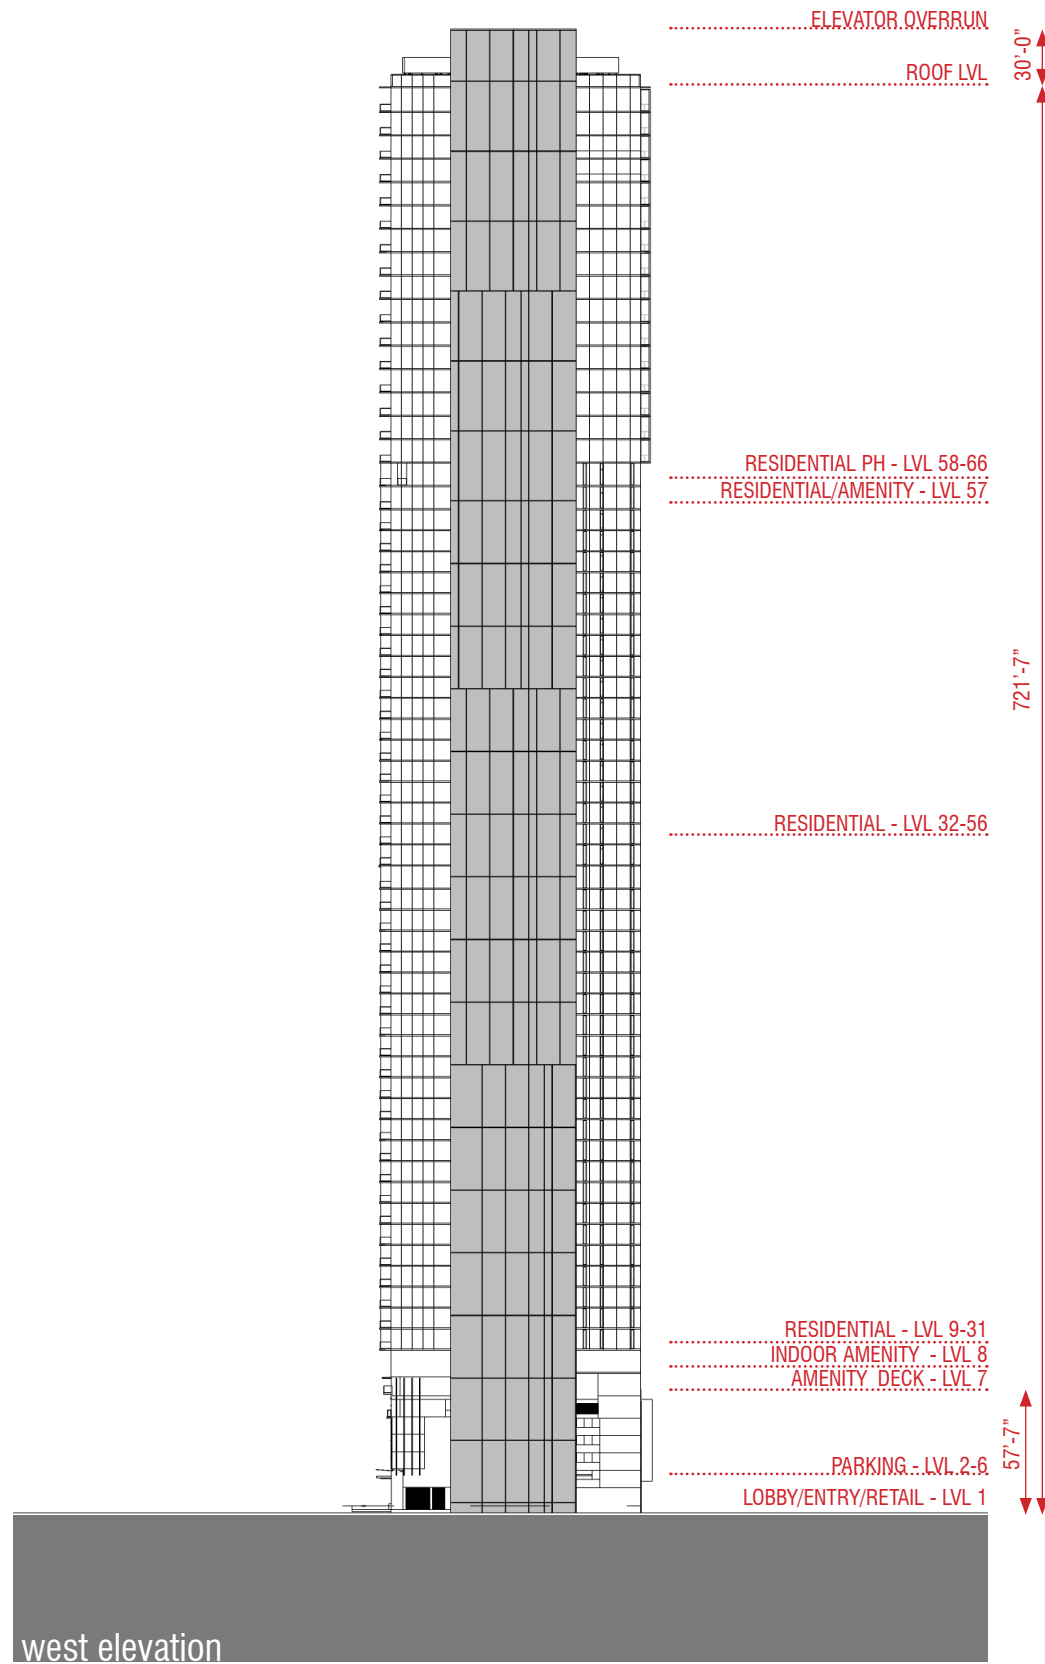 ELEVATOR OVERRUN
30'-0"
ROOF LVL
RESIDENTIAL PH - LVL 58-66
RESIDENTIAL/AMENITY - LVL 57
721'-7"
RESIDENTIAL - LVL 32-56
RESIDENTIAL - LVL 9-31
INDOOR AMENITY - LVL 8
AMENITY DECK - LVL 7
57'-7"
PARKING - LVL 2-6
LOBBY/ENTRY/RETAIL - LVL 1
west elevation